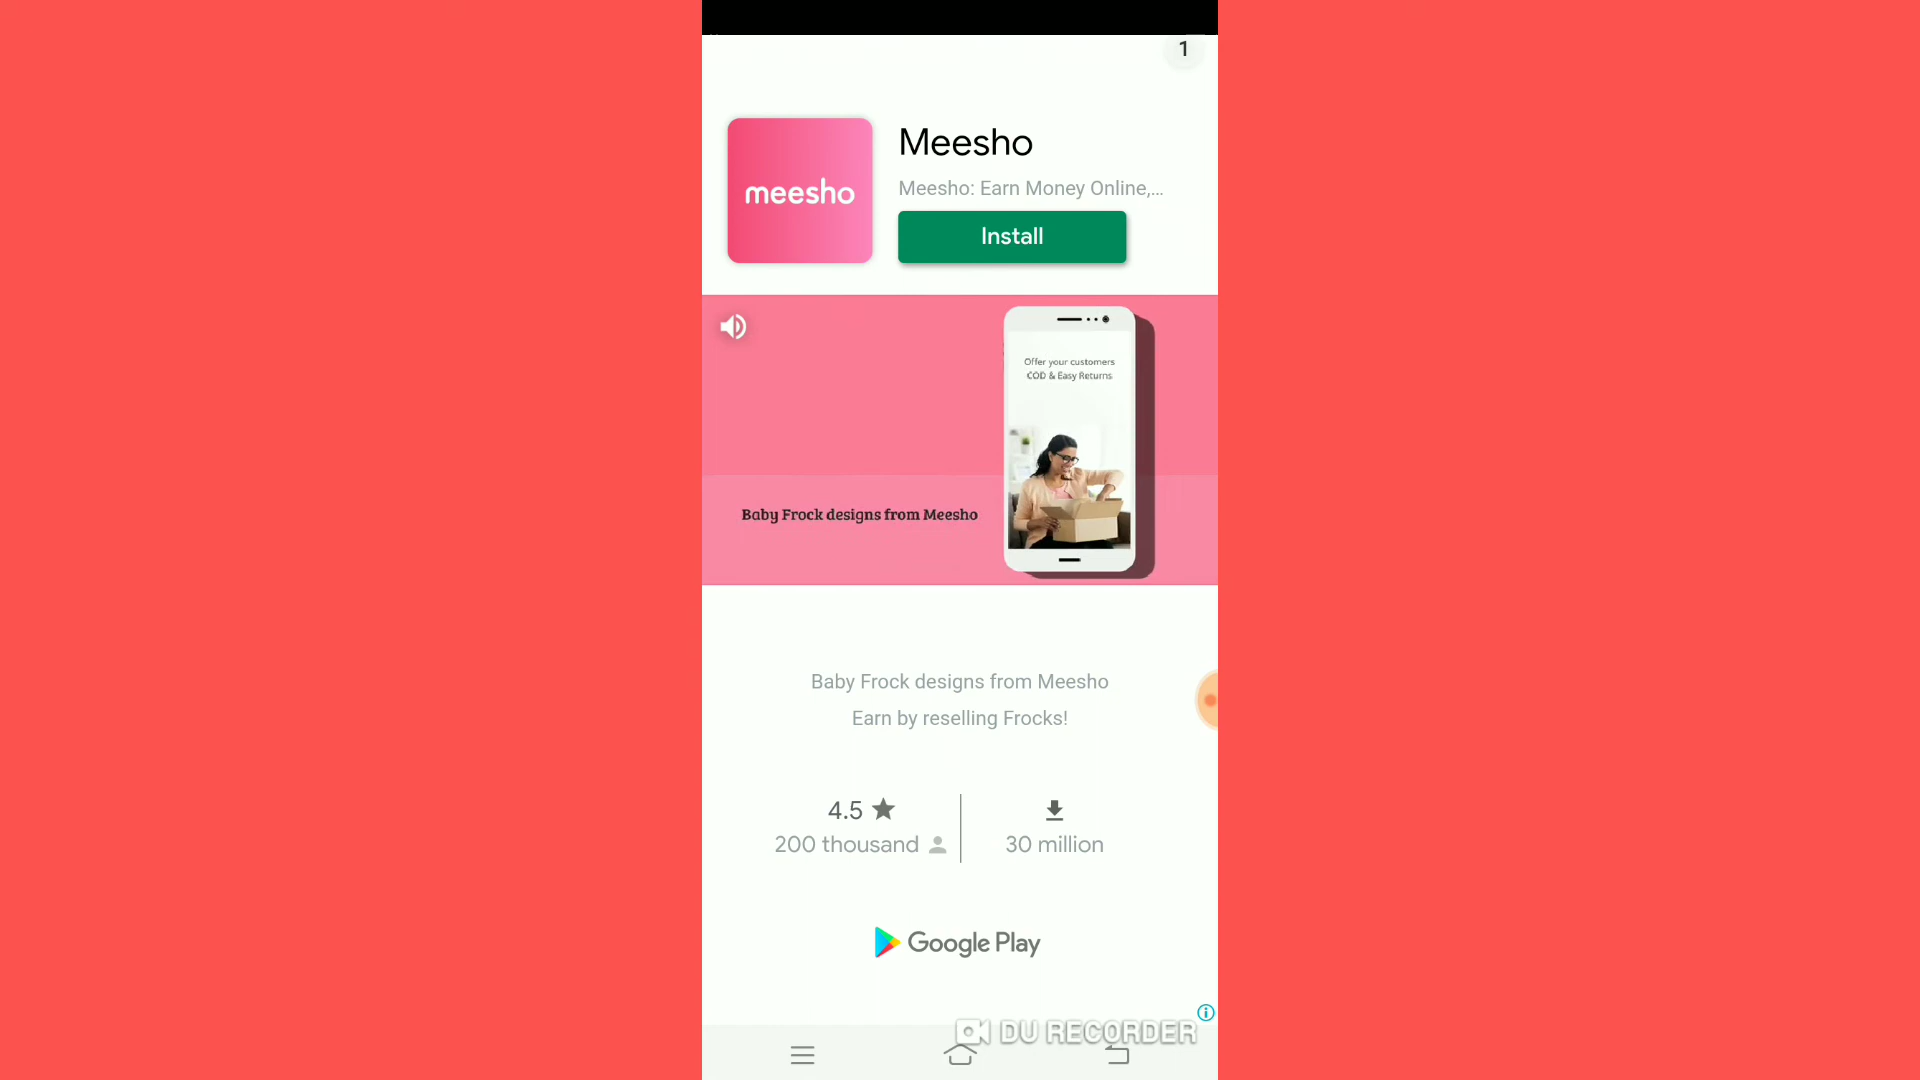 1
meesho
Meesho
Meesho: Earn Money Online,...
Install
Offer your customers
COD & Easy Returns
Baby Frock designs from Meesho
Baby Frock designs from Meesho
Earn by reselling Frocks!
4.5
200 thousand
30 million
Google Play
DU RECORDER